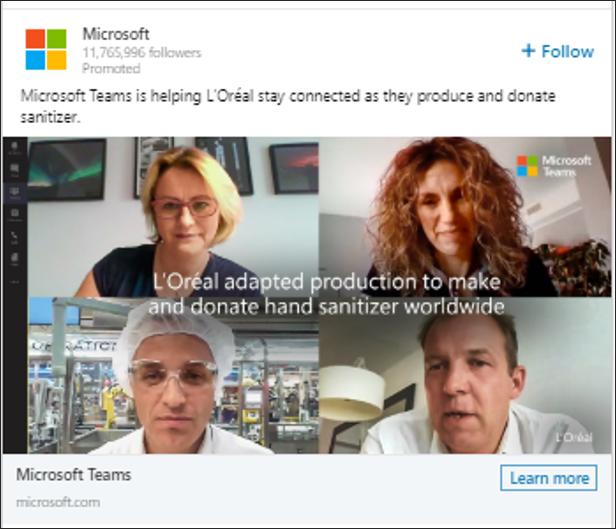 Microsoft
11,765,996 followers
Promoted
+ Follow
Microsoft Teams is helping L'Oréal stay connected as they produce and donate
sanitizer.
Microsoft
Teams
L'Oréal adapted production to make
and donate hand sanitizer worldwide
L'Oréal
Microsoft Teams
Learn more
microsoft.com